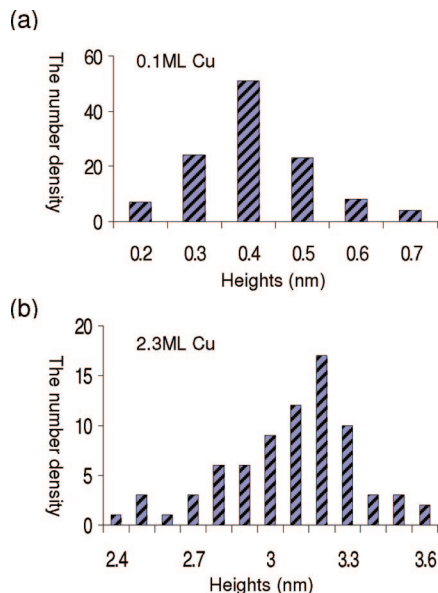 (a)
0.1ML Cu
The number density
60
40
20
0
0.2 0.3 0.4 0.5 0.6 0.7
Heights (nm)
(b)
2.3ML Cu
The number density
20
15
10
5
0
2.4 2.7 3 3.3 3.6
Heights (nm)